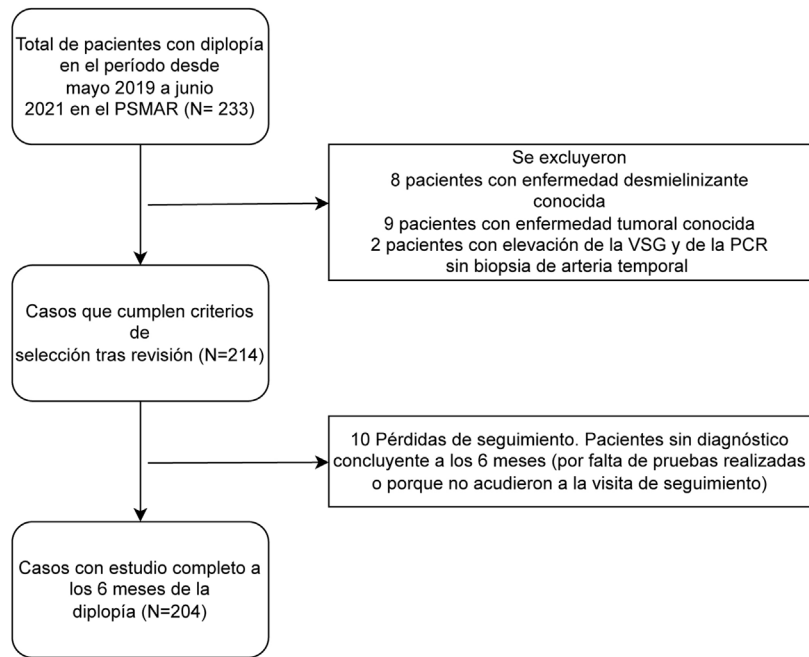 Total de pacientes con diplopía
en el período desde
mayo 2019 a junio
2021 en el PSMAR (N= 233)
Se excluyeron
8 pacientes con enfermedad desmielinizante
conocida
9 pacientes con enfermedad tumoral conocida
2 pacientes con elevación de la VSG y de la PCR
sin biopsia de arteria temporal
Casos que cumplen criterios
de
selección tras revisión (N=214)
10 Pérdidas de seguimiento. Pacientes sin diagnóstico
concluyente a los 6 meses (por falta de pruebas realizadas
o porque no acudieron a la visita de seguimiento)
Casos con estudio completo a
los 6 meses de la
diplopía (N=204)